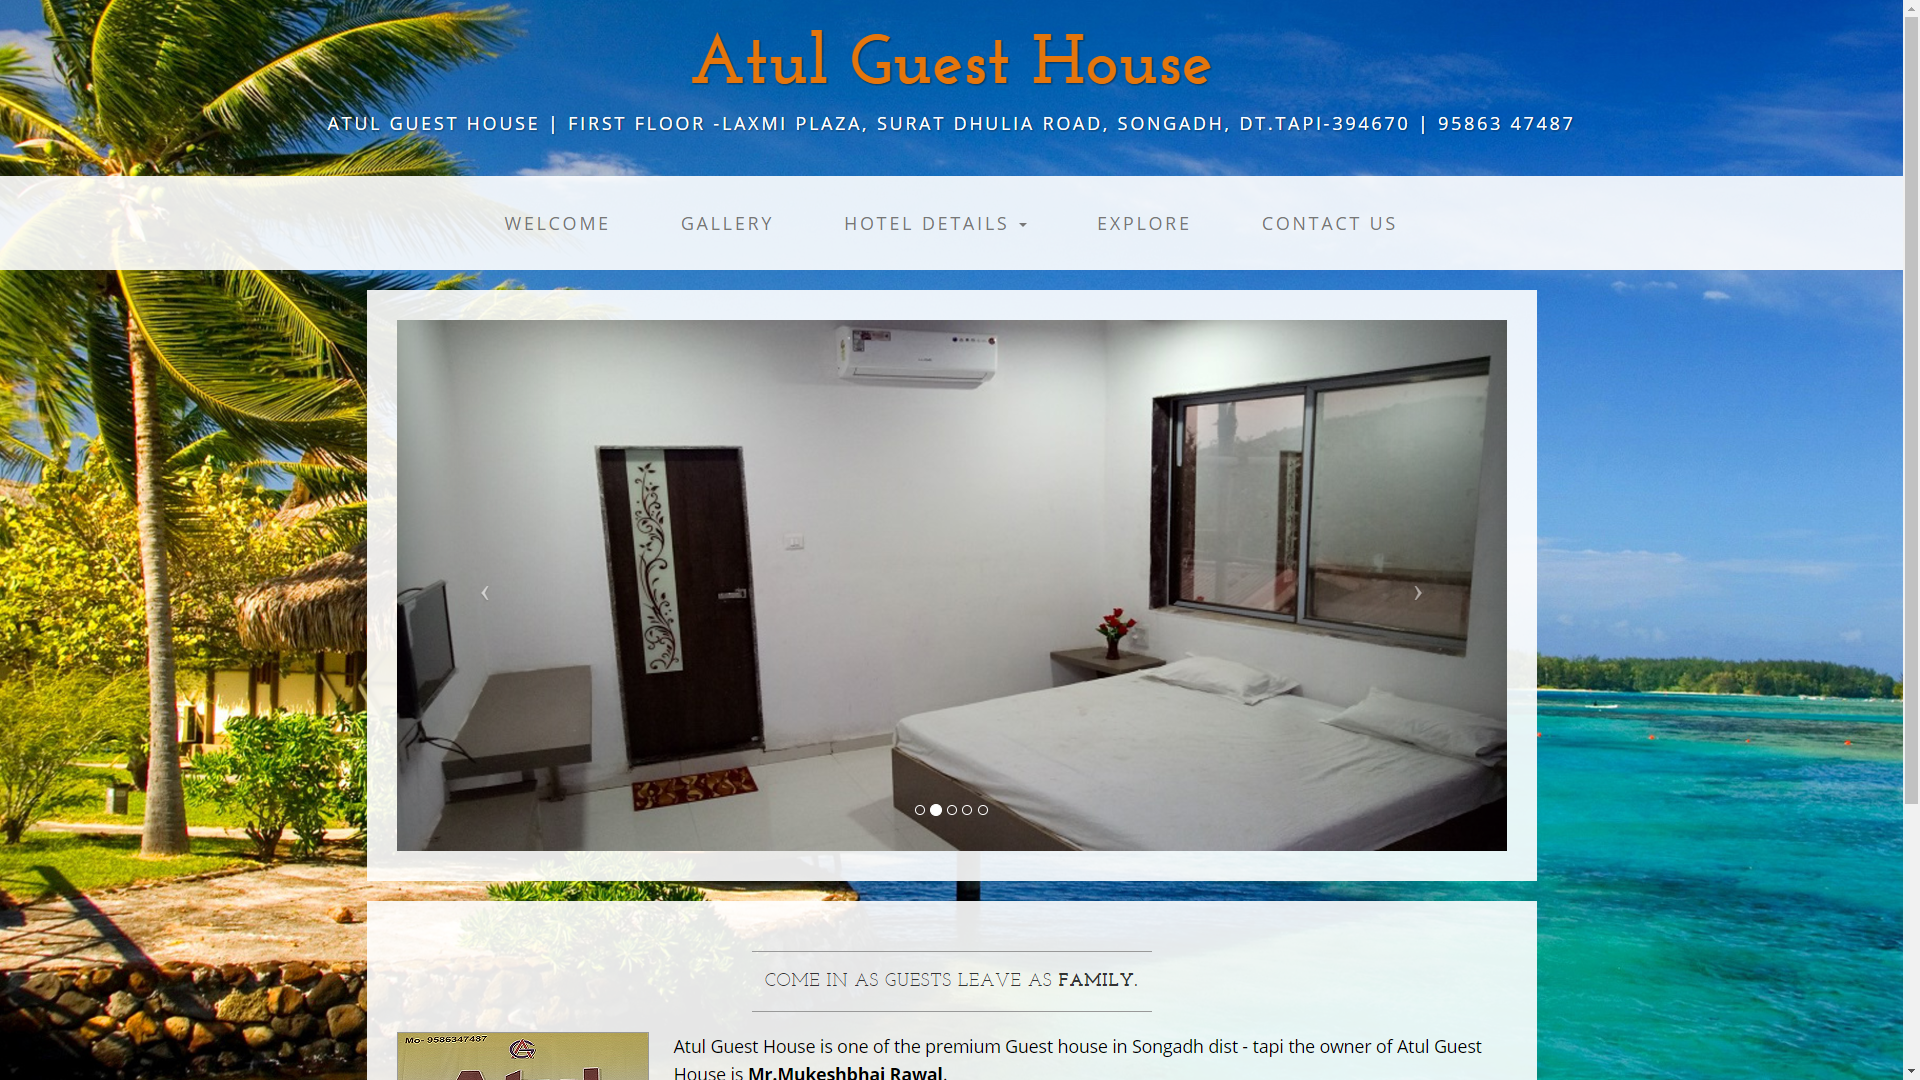 Atul Guest House
ATUL GUEST HOUSE | FIRST FLOOR -LAXMI PLAZA, SURAT DHULIA ROAD, SONGADH, DT.TAPI-394670 | 95863 47487
WELCOME GALLERY HOTEL DETAILS EXPLORE CONTACT US
COME IN AS GUESTS LEAVE AS FAMILY.
Mo- 9586347487
Atul Guest House is one of the premium Guest house in Songadh dist - tapi the owner of Atul Guest
House is Mr.Mukeshbhai Rawal.